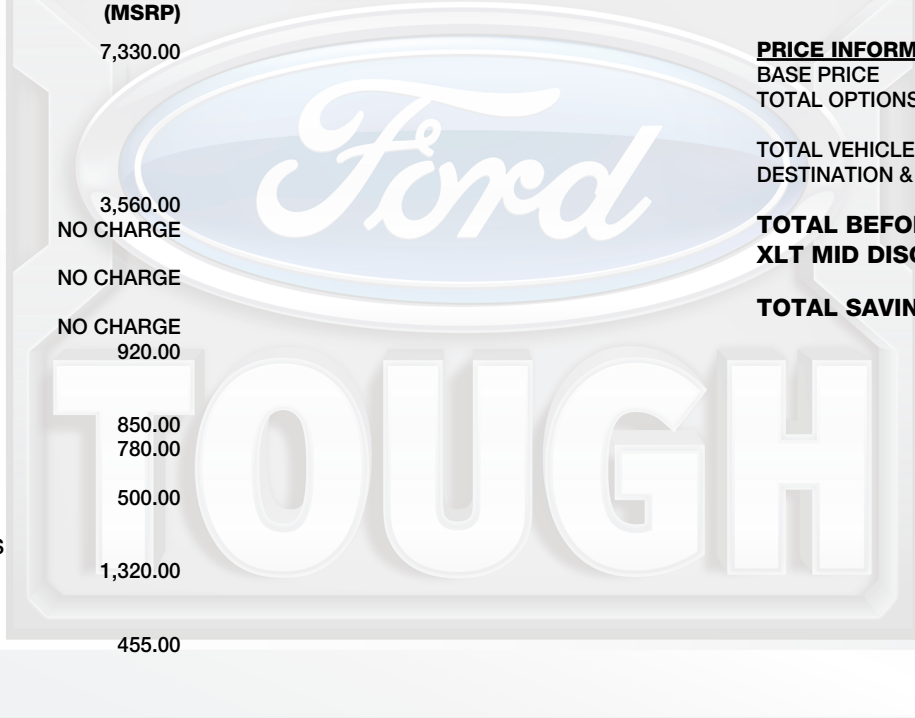 (MSRP)
7,330.00
3,560.00
NO CHARGE
NO CHARGE
NO CHARGE
920.00
850.00
780.00
500.00
S
1,320.00
455.00
PRICE INFORM
BASE PRICE
TOTAL OPTIONS
TOTAL VEHICLE
DESTINATION &
TOTAL BEFO
XLT MID DISC
TOTAL SAVIN
Ford
TOUGH